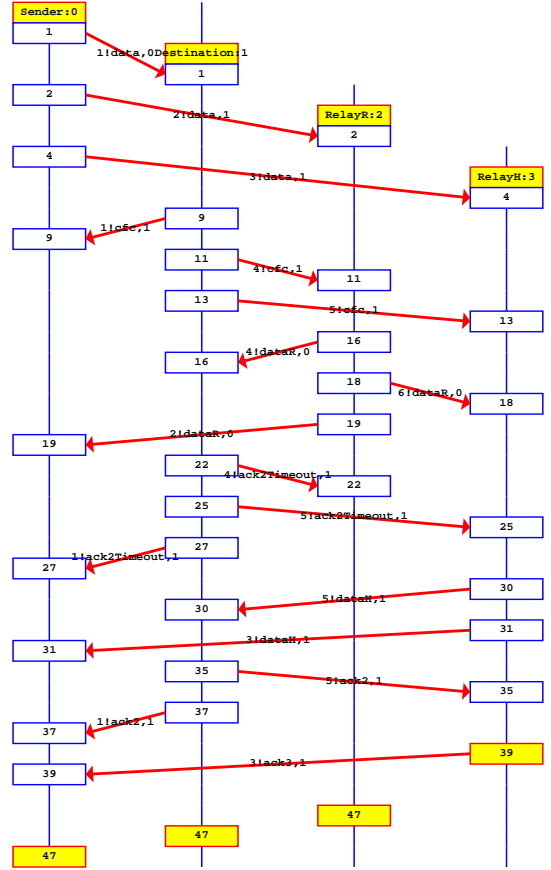 Sender:0
1
1!data,0
Destination:1
1
2
2!data,1
RelayR:2
2
4
3!data,1
RelayH:3
4
9
1!cfc,1
9
11
4!cfc,1
11
13
5!cfc,1
13
16
4!dataR,0
16
18
6!dataR,0
18
19
2!dataR,0
19
22
4!ack2Timeout,1
22
25
5!ack2Timeout,1
25
27
1!ack2Timeout,1
27
30
5!dataH,1
30
31
3!dataH,1
31
35
5!ack2,1
35
37
1!ack2,1
37
39
3!ack3,1
39
47
47
47